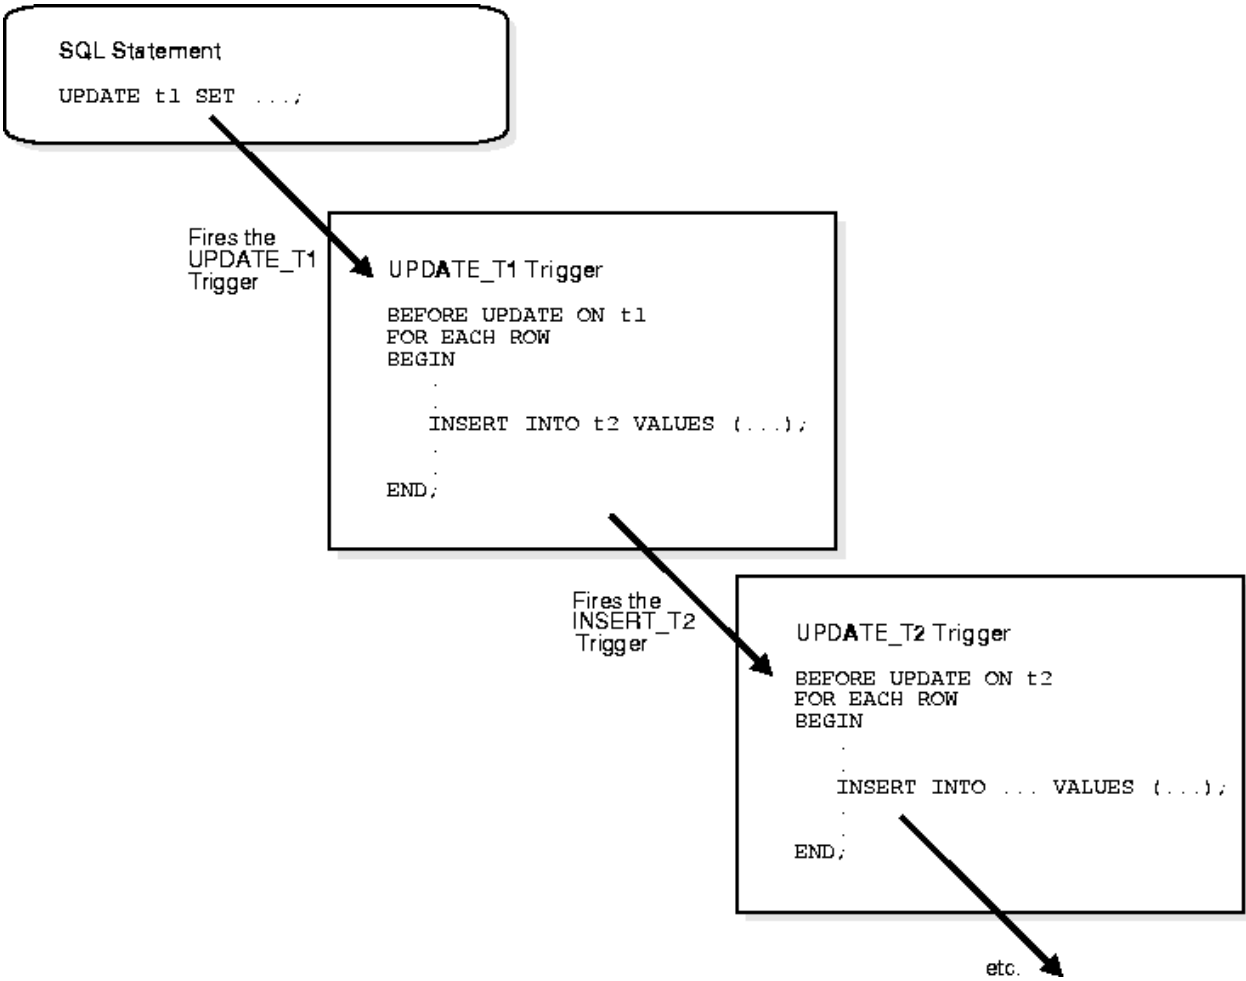 SQL Statement
UPDATE t1 SET ...;
Fires the
UPDATE_T1
Trigger
UPDATE_T1 Trigger
BEFORE UPDATE ON t1
FOR EACH ROW
BEGIN
.
.
INSERT INTO t2 VALUES (...);
.
.
END;
Fires the
INSERT_T2
Trigger
UPDATE_T2 Trigger
BEFORE UPDATE ON t2
FOR EACH ROW
BEGIN
.
.
INSERT INTO ... VALUES (...);
.
.
END;
etc.